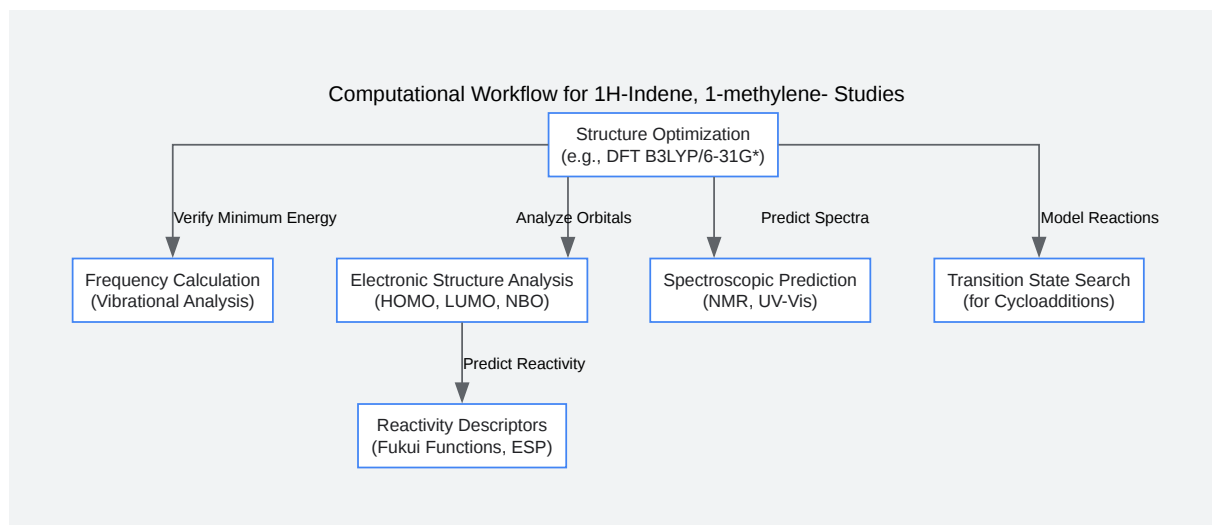 Computational Workflow for 1H-Indene, 1-methylene- Studies
Structure Optimization
(e.g., DFT B3LYP/6-31G*)
Verify Minimum Energy
Analyze Orbitals
Predict Spectra
Model Reactions
Frequency Calculation
(Vibrational Analysis)
Electronic Structure Analysis
(HOMO, LUMO, NBO)
Spectroscopic Prediction
(NMR, UV-Vis)
Transition State Search
(for Cycloadditions)
Predict Reactivity
Reactivity Descriptors
(Fukui Functions, ESP)